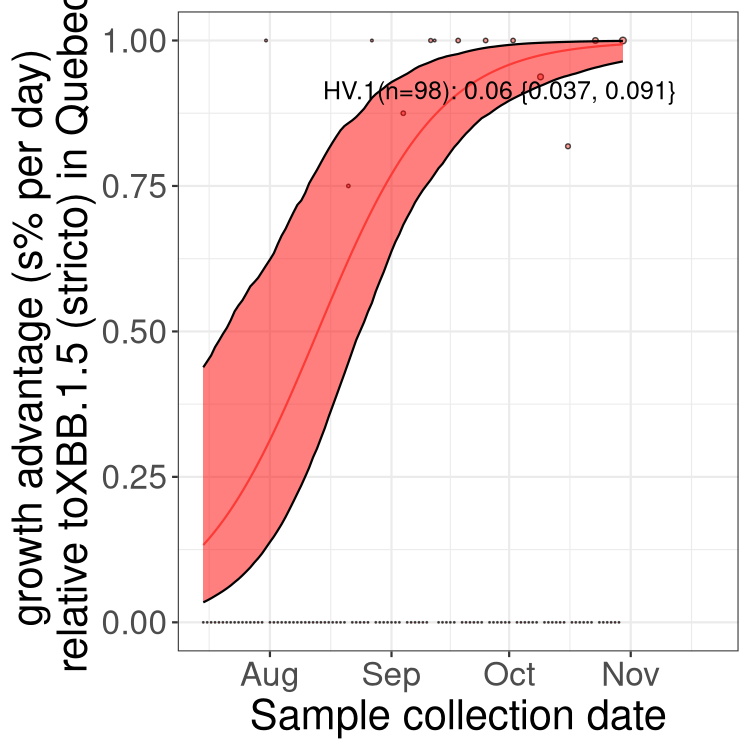 growth advantage (s% per day)
relative toXBB.1.5 (stricto) in Quebec
1.00
0.75
0.50
0.25
0.00
HV.1(n=98): 0.06 {0.037, 0.091}
Aug
Sep
Oct
Nov
Sample collection date